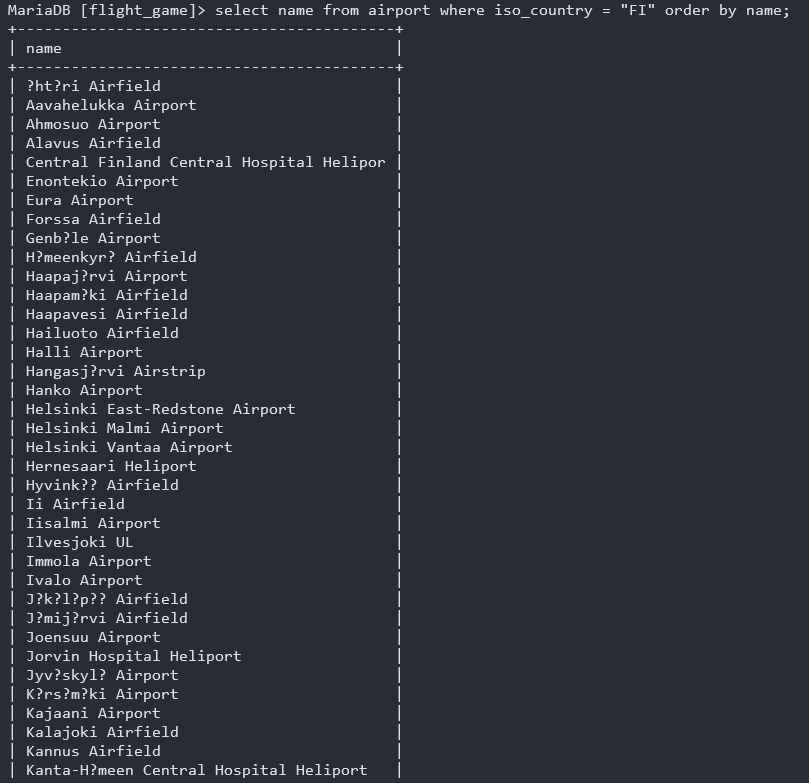 MariaDB [flight_game]> select name from airport where iso_country = "FI" order by name;
+------------------------------------------+
| name                                     |
+------------------------------------------+
| ?ht?ri Airfield                          |
| Aavahelukka Airport                      |
| Ahmosuo Airport                          |
| Alavus Airfield                          |
| Central Finland Central Hospital Helipor |
| Enontekio Airport                        |
| Eura Airport                             |
| Forssa Airfield                          |
| Genb?le Airport                          |
| H?meenkyr? Airfield                      |
| Haapaj?rvi Airport                       |
| Haapam?ki Airfield                       |
| Haapavesi Airfield                       |
| Hailuoto Airfield                        |
| Halli Airport                            |
| Hangasj?rvi Airstrip                     |
| Hanko Airport                            |
| Helsinki East-Redstone Airport           |
| Helsinki Malmi Airport                   |
| Helsinki Vantaa Airport                  |
| Hernesaari Heliport                      |
| Hyvink?? Airfield                        |
| Ii Airfield                              |
| Iisalmi Airport                          |
| Ilvesjoki UL                             |
| Immola Airport                           |
| Ivalo Airport                            |
| J?k?l?p?? Airfield                       |
| J?mij?rvi Airfield                       |
| Joensuu Airport                          |
| Jorvin Hospital Heliport                 |
| Jyv?skyl? Airport                        |
| K?rs?m?ki Airport                        |
| Kajaani Airport                          |
| Kalajoki Airfield                        |
| Kannus Airfield                          |
| Kanta-H?meen Central Hospital Heliport   |